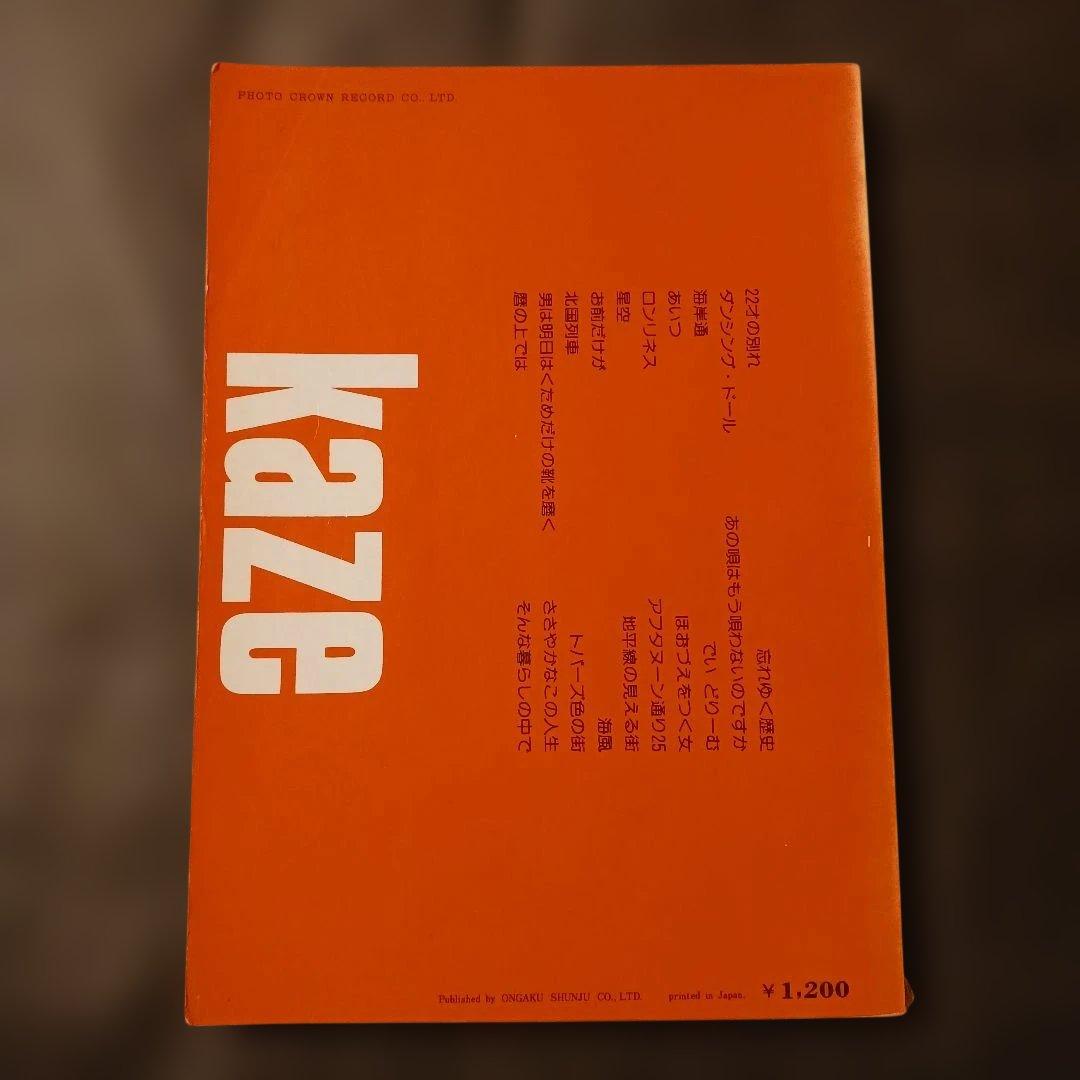 PHOTO CROWN RECORD CO., LTD.
kaze
22才の別れ
ダンシング・ドール
海岸通
あいつ
ロンリネス
星空
お前だけが
北国列車
男は明日はくためだけの靴を磨く
暦の上では
忘れゆく歴史
あの唄はもう唄わないのですか
でい どりーむ
ほおづえをつく女
アフタヌーン通り25
地平線の見える街
海風
トパーズ色の街
ささやかなこの人生
そんな暮らしの中で
Published by ONGAKU SHUNJU CO., LTD. printed in Japan. ¥1,200